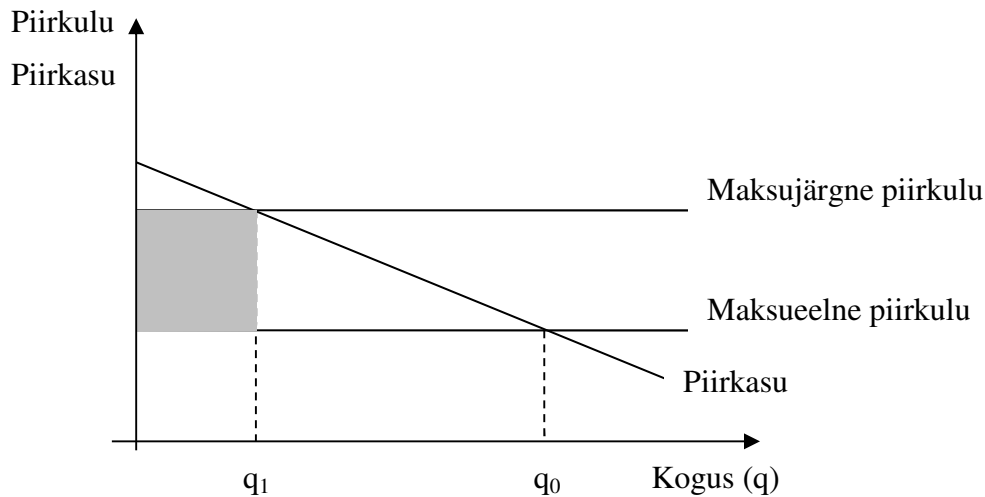 Piirkulu
Piirkasu
Maksujärgne piirkulu
Maksueelne piirkulu
Piirkasu
q₁
q₀
Kogus (q)